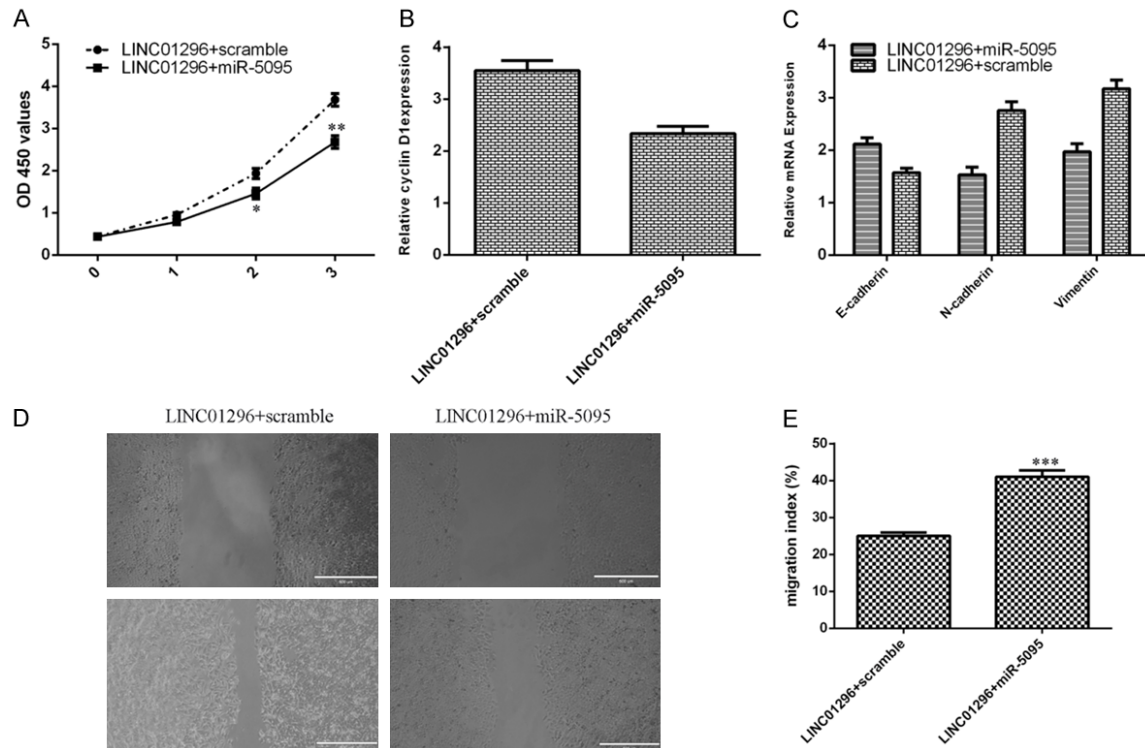 A
LINC01296+scramble
LINC01296+miR-5095
OD 450 values
5
4
3
2
1
0
**
*
0
1
2
3
B
Relative cyclin D1expression
4
3
2
1
0
LINC01296+scramble
LINC01296+miR-5095
C
LINC01296+miR-5095
LINC01296+scramble
Relative mRNA Expression
4
3
2
1
0
E-cadherin
N-cadherin
Vimentin
D
LINC01296+scramble
LINC01296+miR-5095
E
migration index (%)
50
40
30
20
10
0
***
LINC01296+scramble
LINC01296+miR-5095